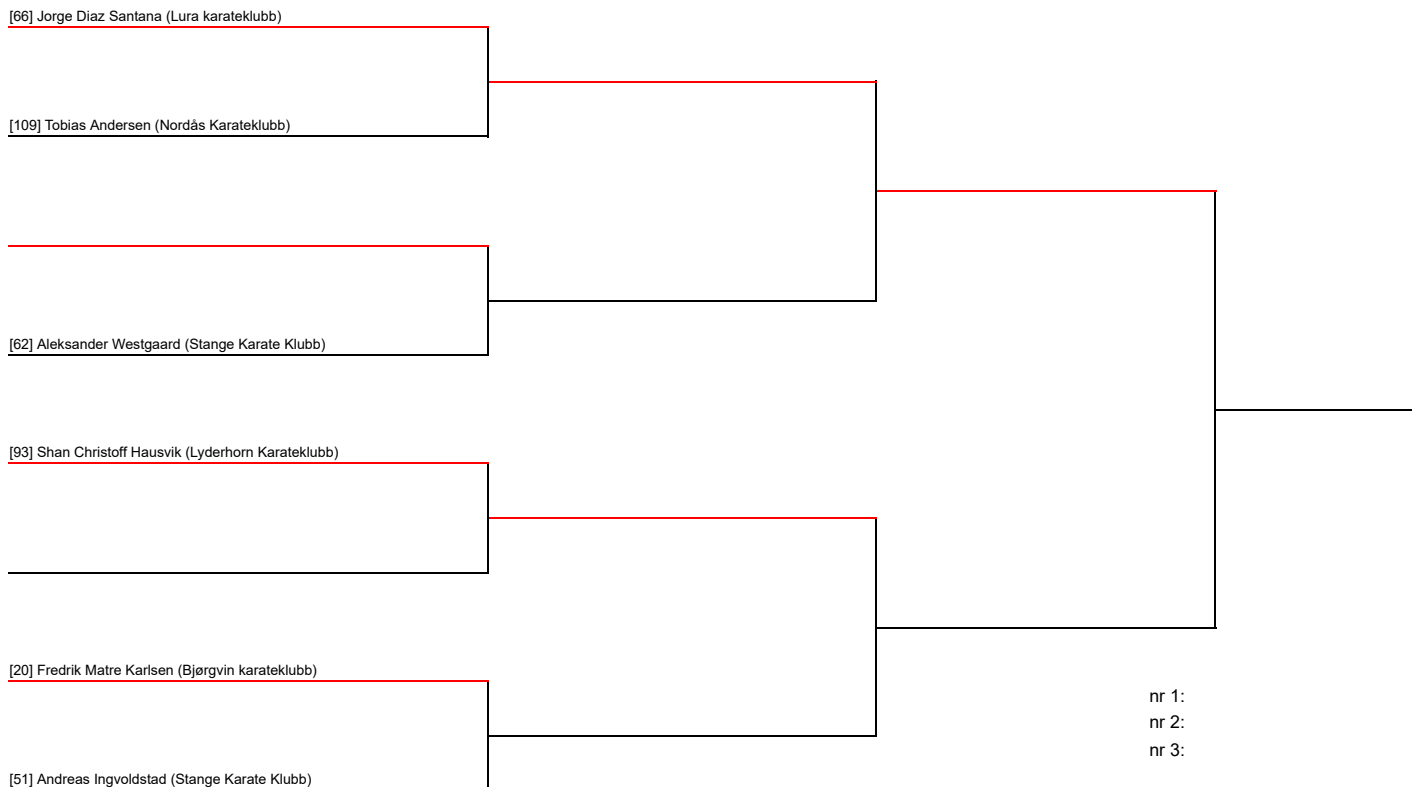 [66] Jorge Diaz Santana (Lura karateklubb)
[109] Tobias Andersen (Nordås Karateklubb)
[62] Aleksander Westgaard (Stange Karate Klubb)
[93] Shan Christoff Hausvik (Lyderhorn Karateklubb)
[20] Fredrik Matre Karlsen (Bjørgvin karateklubb)
[51] Andreas Ingvoldstad (Stange Karate Klubb)
nr 1:
nr 2:
nr 3: